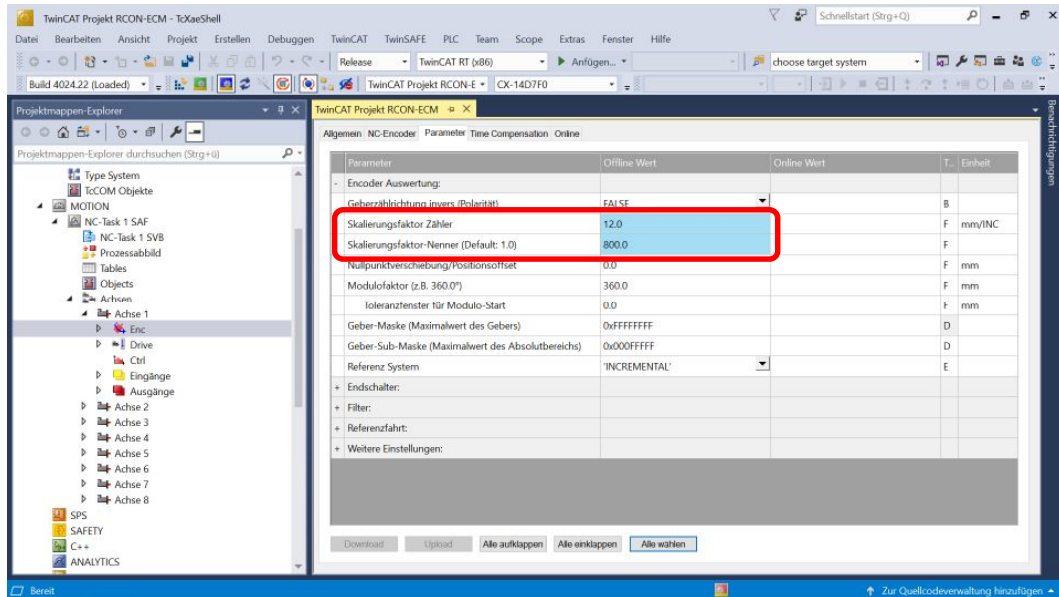 TwinCAT Projekt RCON-ECM - TcXaeShell
Schnellstart (Strg+Q)
Datei Bearbeiten Ansicht Projekt Erstellen Debuggen TwinCAT TwinSAFE PLC Team Scope Extras Fenster Hilfe
Release TwinCAT RT (x86) Anfügen... choose target system
Build 4024.22 (Loaded) TwinCAT Projekt RCON-E CX-14D7F0
Projektmappen-Explorer
Projektmappen-Explorer durchsuchen (Strg+ü)
Type System
TcCOM Objekte
MOTION
NC-Task 1 SAF
NC-Task 1 SVB
Prozessabbild
Tables
Objects
Achsen
Achse 1
Enc
Drive
Ctrl
Eingänge
Ausgänge
Achse 2
Achse 3
Achse 4
Achse 5
Achse 6
Achse 7
Achse 8
SPS
SAFETY
C++
ANALYTICS
TwinCAT Projekt RCON-ECM
Allgemein NC-Encoder Parameter Time Compensation Online
Parameter Offline Wert Online Wert T... Einheit
- Encoder Auswertung:
Geberzählrichtung invers (Polarität) FALSE B
Skalierungsfaktor Zähler 12.0 F mm/INC
Skalierungsfaktor-Nenner (Default: 1.0) 800.0 F
Nullpunktverschiebung/Positionsoffset 0.0 F mm
Modulofaktor (z.B. 360.0°) 360.0 F mm
Toleranzfenster für Modulo-Start 0.0 F mm
Geber-Maske (Maximalwert des Gebers) 0xFFFFFFFF D
Geber-Sub-Maske (Maximalwert des Absolutbereichs) 0x000FFFFF D
Referenz System 'INCREMENTAL' E
+ Endschalter:
+ Filter:
+ Referenzfahrt:
+ Weitere Einstellungen:
Download Upload Alle aufklappen Alle einklappen Alle wählen
Benachrichtigungen
Bereit
Zur Quellcodeverwaltung hinzufügen